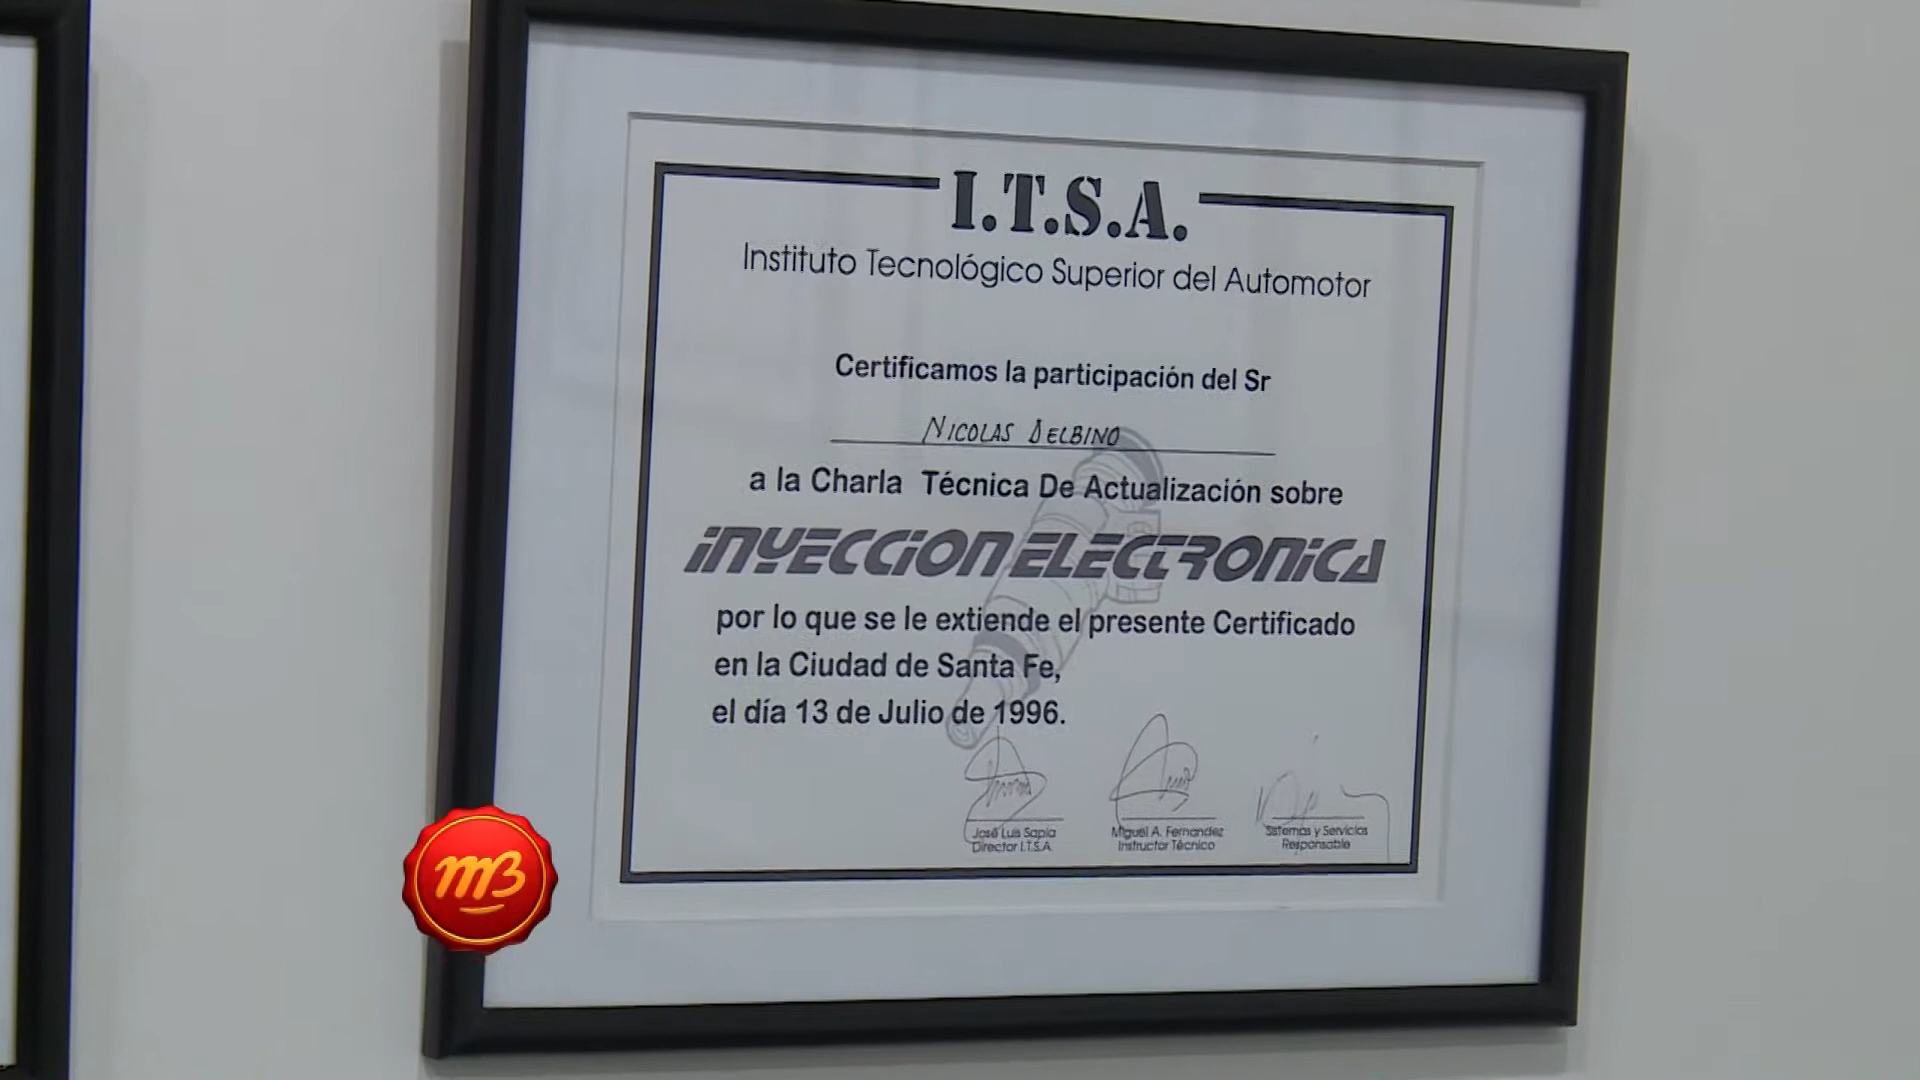 I.T.S.A.
Instituto Tecnológico Superior del Automotor
Certificamos la participación del Sr
NICOLAS DELBINO
a la Charla Técnica De Actualización sobre
INYECCION ELECTRONICA
por lo que se le extiende el presente Certificado
en la Ciudad de Santa Fe,
el día 13 de Julio de 1996.
José Luis Sapia
Director I.T.S.A.
Miguel A. Fernandez
Instructor Técnico
Sistemas y Servicios
Responsable
mB